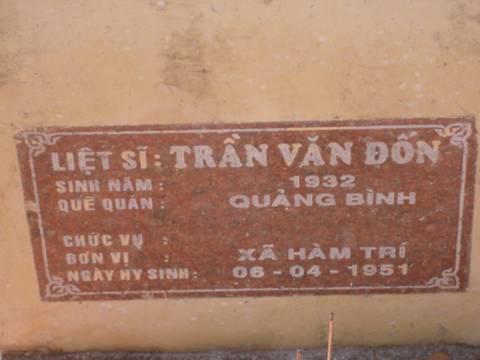 LIỆT SĨ : TRẦN VĂN ĐỐN
SINH NĂM : 1932
QUÊ QUÁN : QUẢNG BÌNH
CHỨC VỤ :
ĐƠN VỊ : XÃ HÀM TRÍ
NGÀY HY SINH : 06 - 04 - 1951